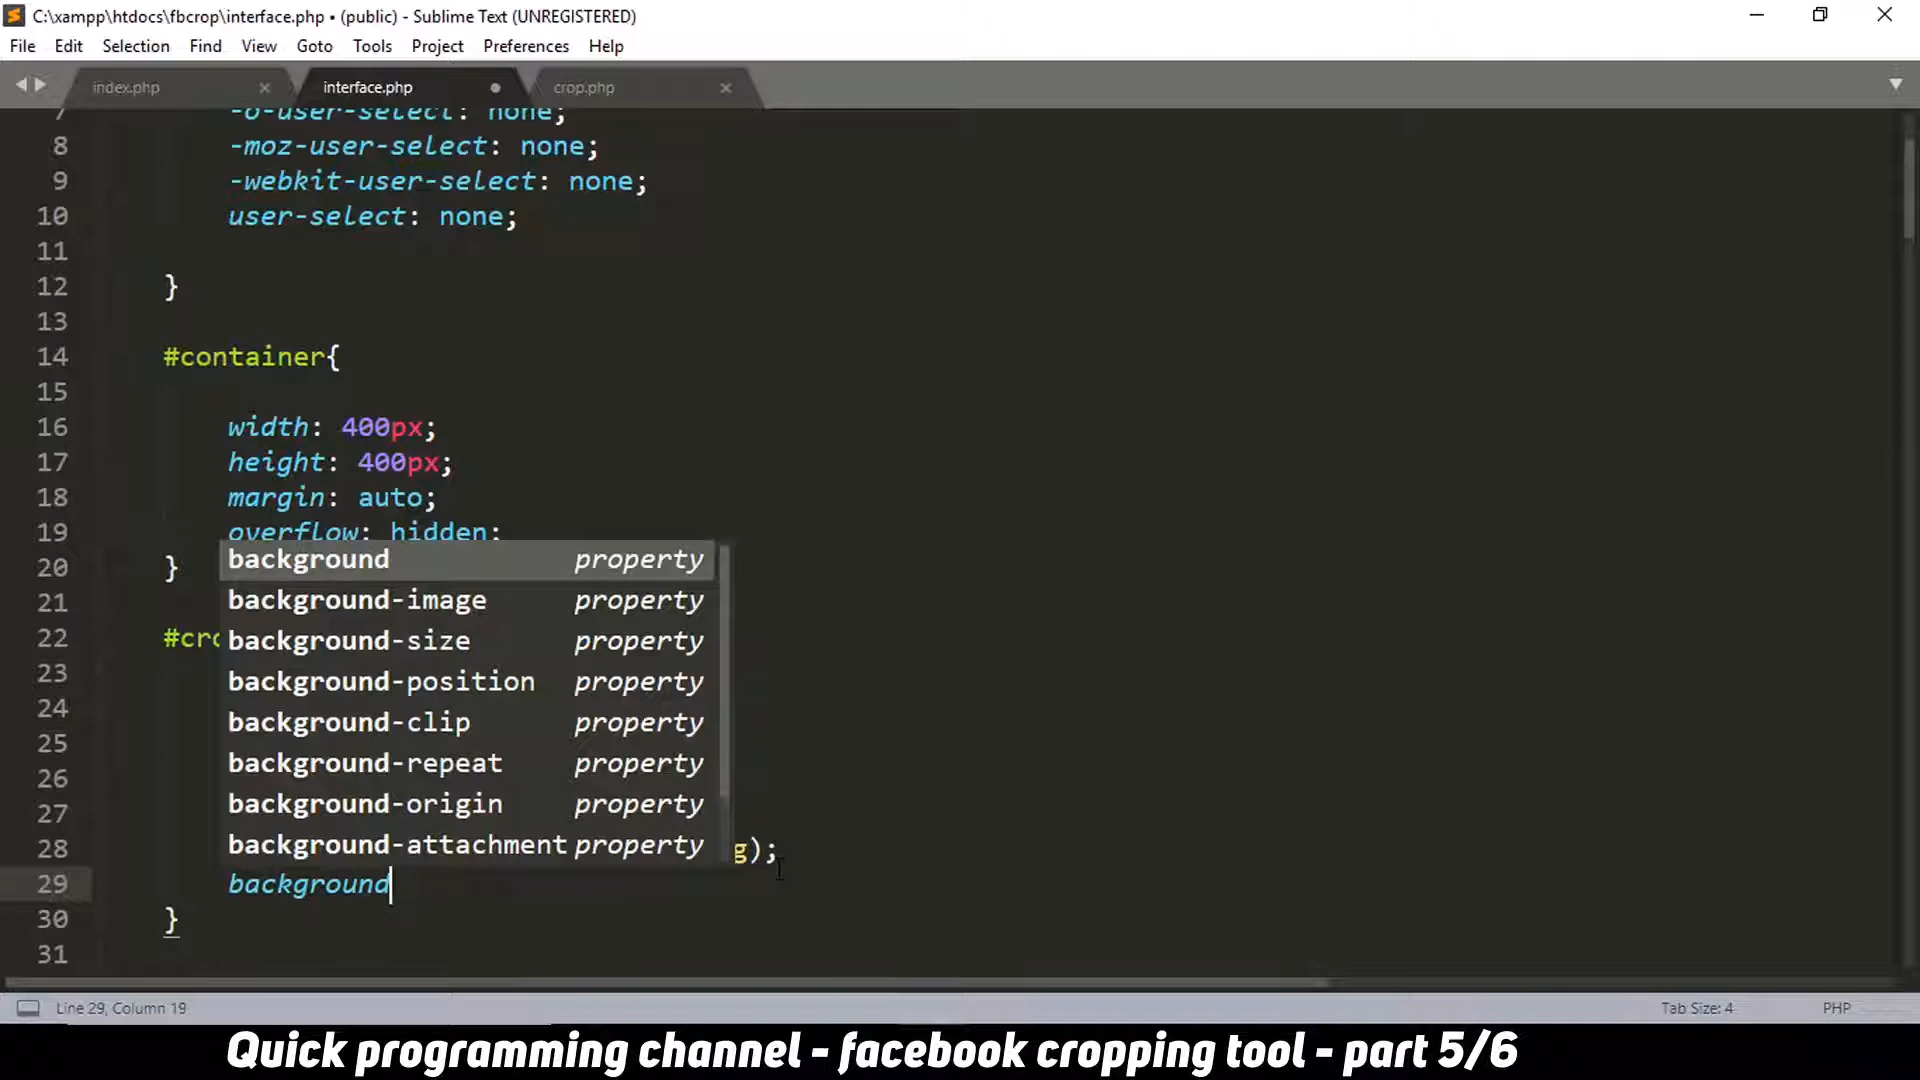 C:\xampp\htdocs\fbcrop\interface.php • (public) - Sublime Text (UNREGISTERED)
File Edit Selection Find View Goto Tools Project Preferences Help
index.php interface.php crop.php
7 -o-user-select: none;
8 -moz-user-select: none;
9 -webkit-user-select: none;
10 user-select: none;
11
12 }
13
14 #container{
15
16 width: 400px;
17 height: 400px;
18 margin: auto;
19 overflow: hidden;
20 }
21
22 #cro
23
24
25
26
27
28 g);
29 background
30 }
31
background property
background-image property
background-size property
background-position property
background-clip property
background-repeat property
background-origin property
background-attachment property
Line 29, Column 19 Tab Size: 4 PHP
Quick programming channel - facebook cropping tool - part 5/6